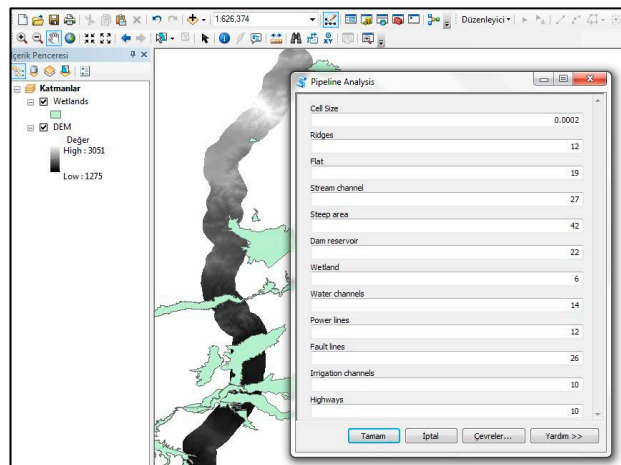 1:626,374
Düzenleyici
İçerik Penceresi
Katmanlar
Wetlands
DEM
Değer
High : 3051
Low : 1275
Pipeline Analysis
Cell Size
0.0002
Ridges
12
Flat
19
Stream channel
27
Steep area
42
Dam reservoir
22
Wetland
6
Water channels
14
Power lines
12
Fault lines
26
Irrigation channels
10
Highways
10
Tamam
İptal
Çevreler...
Yardım >>